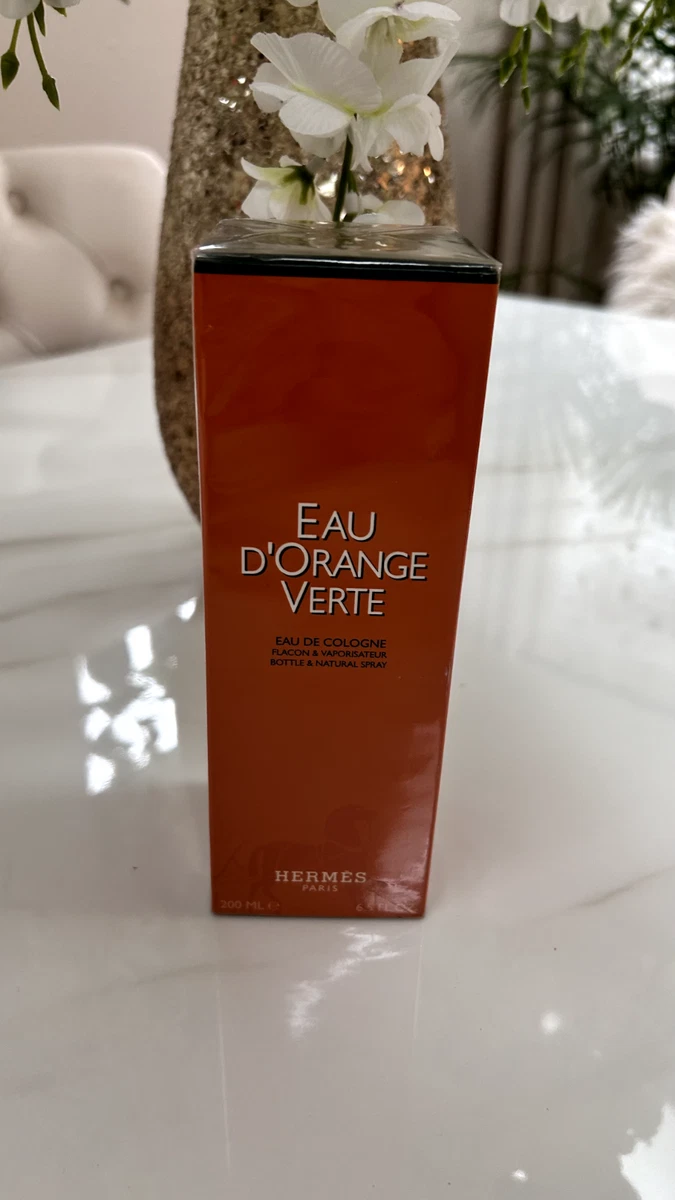 EAU
D'ORANGE
VERTE
EAU DE COLOGNE
FLACON & VAPORISATEUR
BOTTLE & NATURAL SPRAY
HERMÈS
PARIS
200 ML ℮